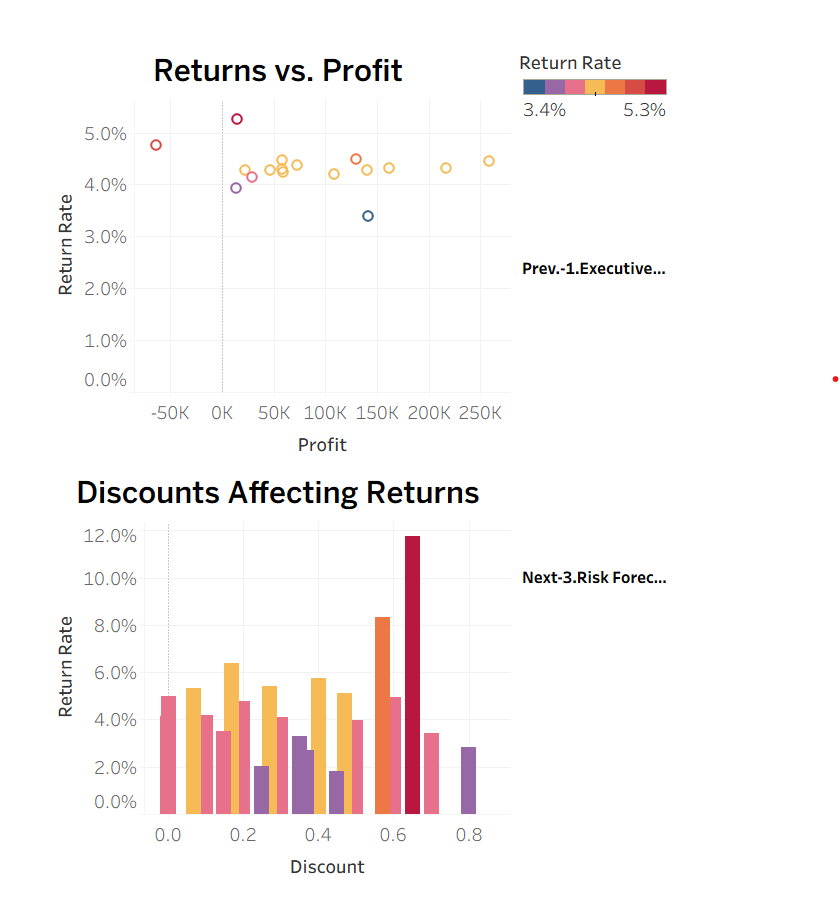 Returns vs. Profit
Return Rate
3.4% 5.3%
5.0%
4.0%
3.0%
2.0%
1.0%
0.0%
Return Rate
-50K 0K 50K 100K 150K 200K 250K
Profit
Prev.-1.Executive...
Discounts Affecting Returns
12.0%
10.0%
8.0%
6.0%
4.0%
2.0%
0.0%
Return Rate
0.0 0.2 0.4 0.6 0.8
Discount
Next-3.Risk Forec...